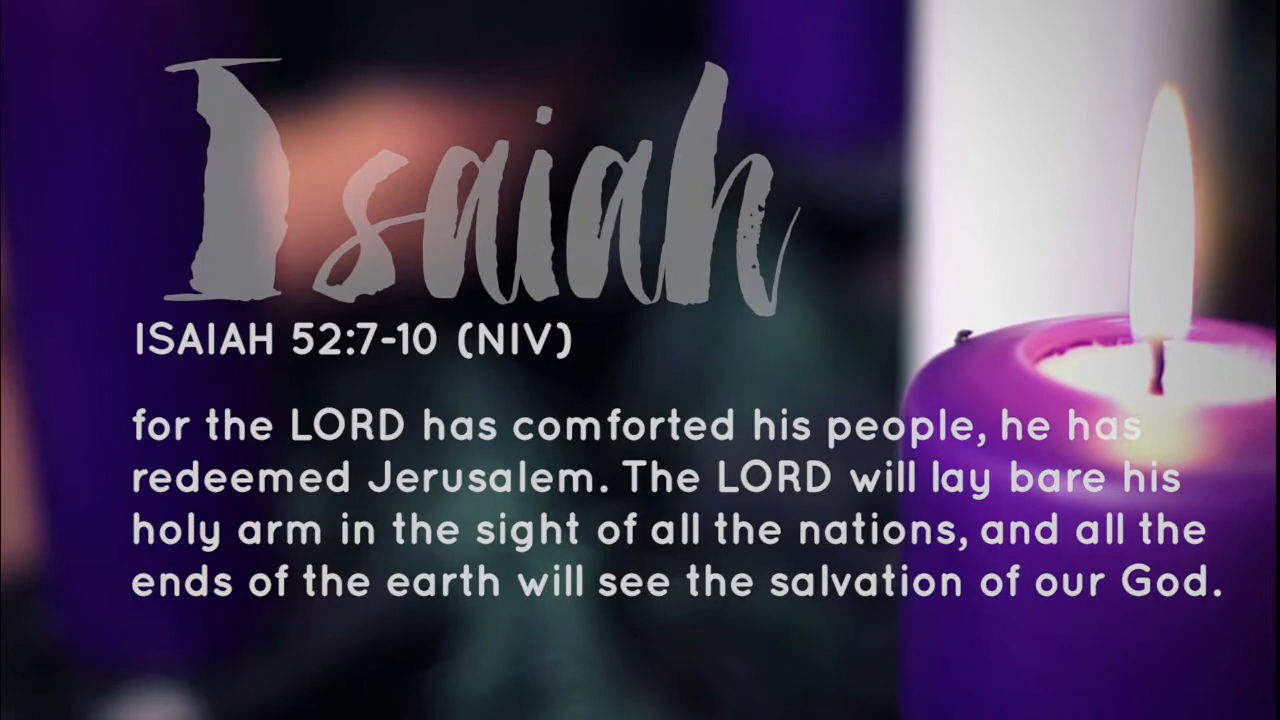 Isaiah
ISAIAH 52:7-10 (NIV)
for the LORD has comforted his people, he has
redeemed Jerusalem. The LORD will lay bare his
holy arm in the sight of all the nations, and all the
ends of the earth will see the salvation of our God.